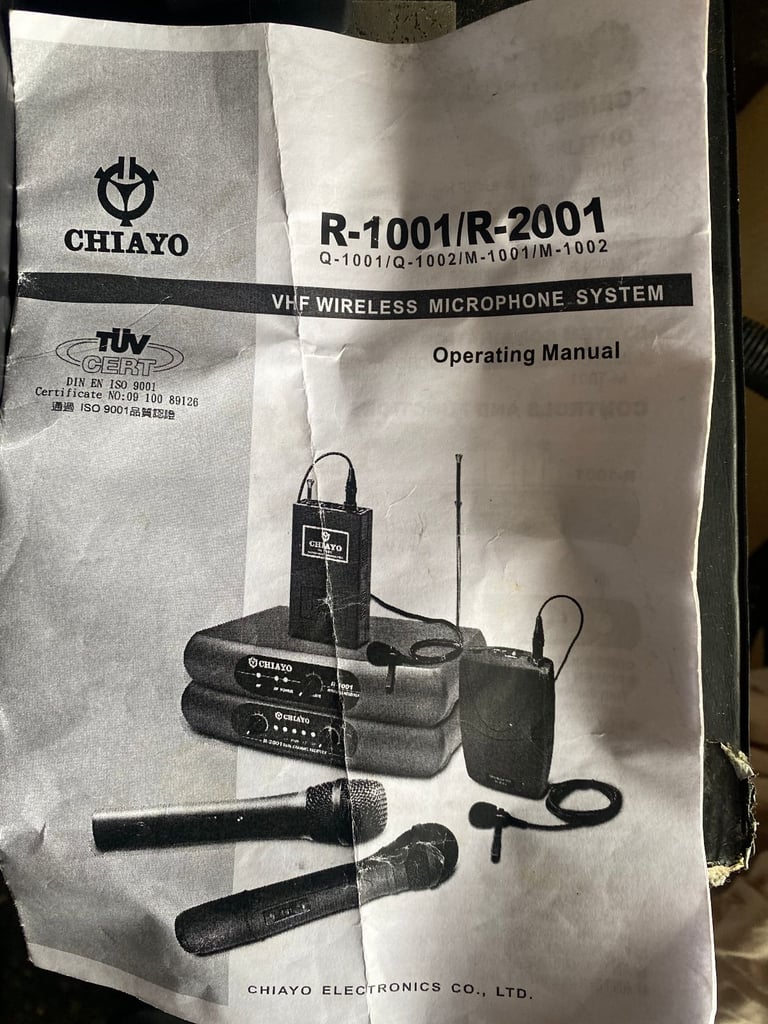 CHIAYO
R-1001/R-2001
Q-1001/Q-1002/M-1001/M-1002
VHF WIRELESS MICROPHONE SYSTEM
TÜV
CERT
DIN EN ISO 9001
Certificate NO:09 100 89126
通過 ISO 9001品質認證
Operating Manual
CHIAYO
CHIAYO
R-1001
CHIAYO
R-2001
CHIAYO ELECTRONICS CO., LTD.